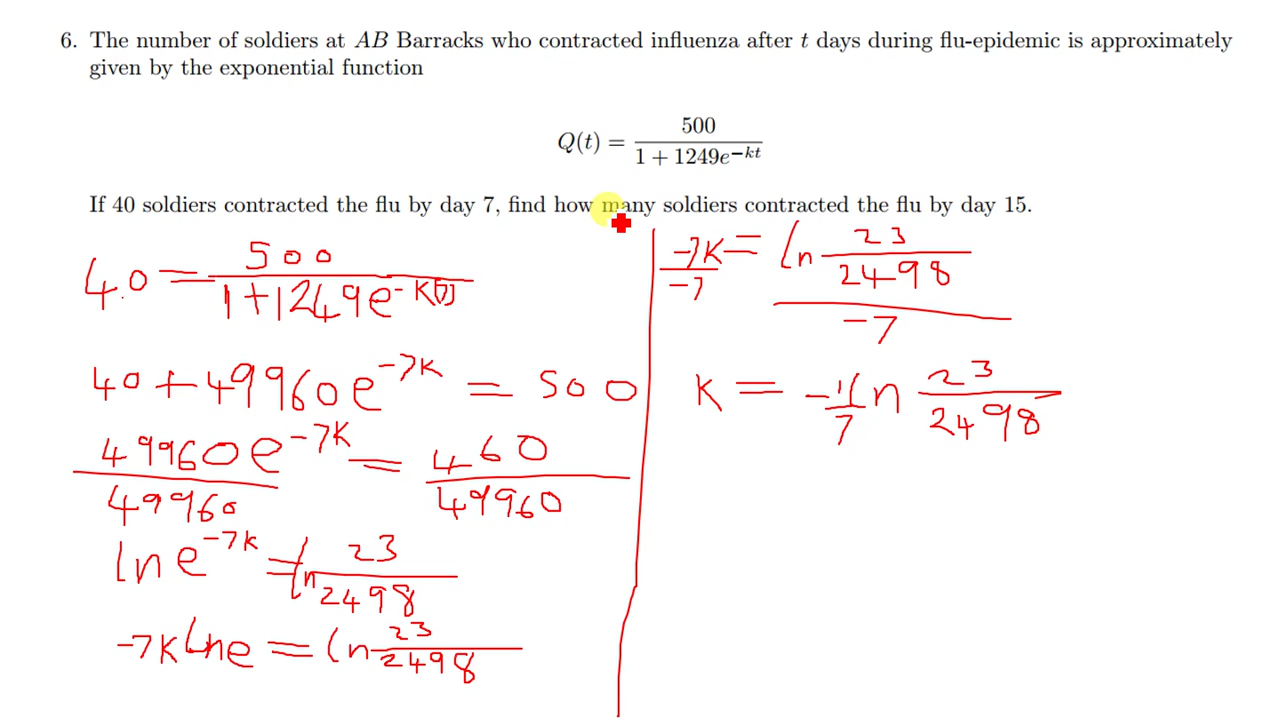 6. The number of soldiers at AB Barracks who contracted influenza after t days during flu-epidemic is approximately
given by the exponential function
Q(t) = 500 / (1 + 1249e^{-kt})
If 40 soldiers contracted the flu by day 7, find how many soldiers contracted the flu by day 15.
40 = 500 / (1+1249e^{-K(7)})
40 + 49960e^{-7K} = 500
49960e^{-7K} / 49960 = 460 / 49960
ln e^{-7K} = ln 23/2498
-7K ln e = ln 23/2498
-7K / -7 = ln 23/2498 / -7
K = -1/7 ln 23/2498